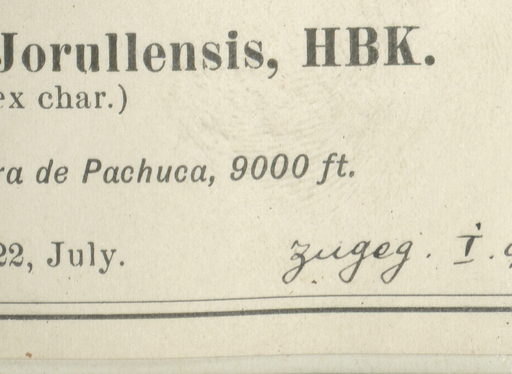 Jorullensis, HBK.
ex char.)
ra de Pachuca, 9000 ft.
22, July.
zugeg. I.